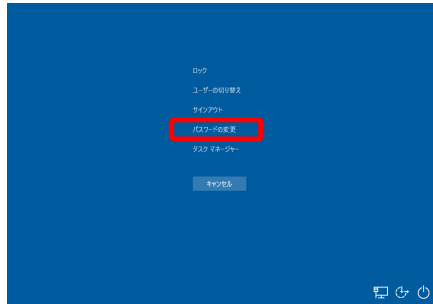 ロック
ユーザーの切り替え
サインアウト
パスワードの変更
タスク マネージャー
キャンセル